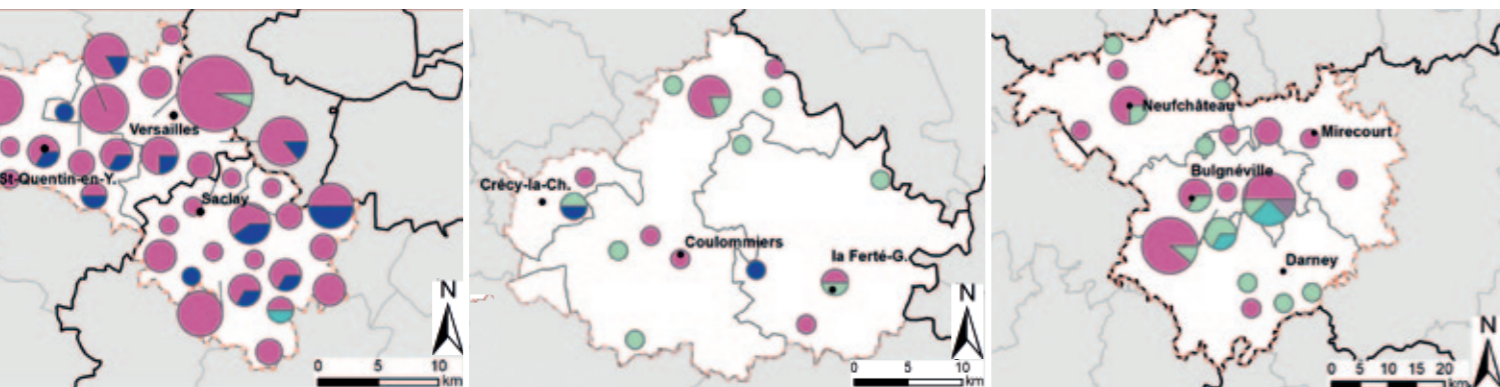 Versailles
St-Quentin-en-Y.
Saclay
N
0 5 10
km
Crécy-la-Ch.
Coulommiers
la Ferté-G.
N
0 5 10
km
Neufchâteau
Mirecourt
Bulgnéville
Darney
N
0 5 10 15 20
km